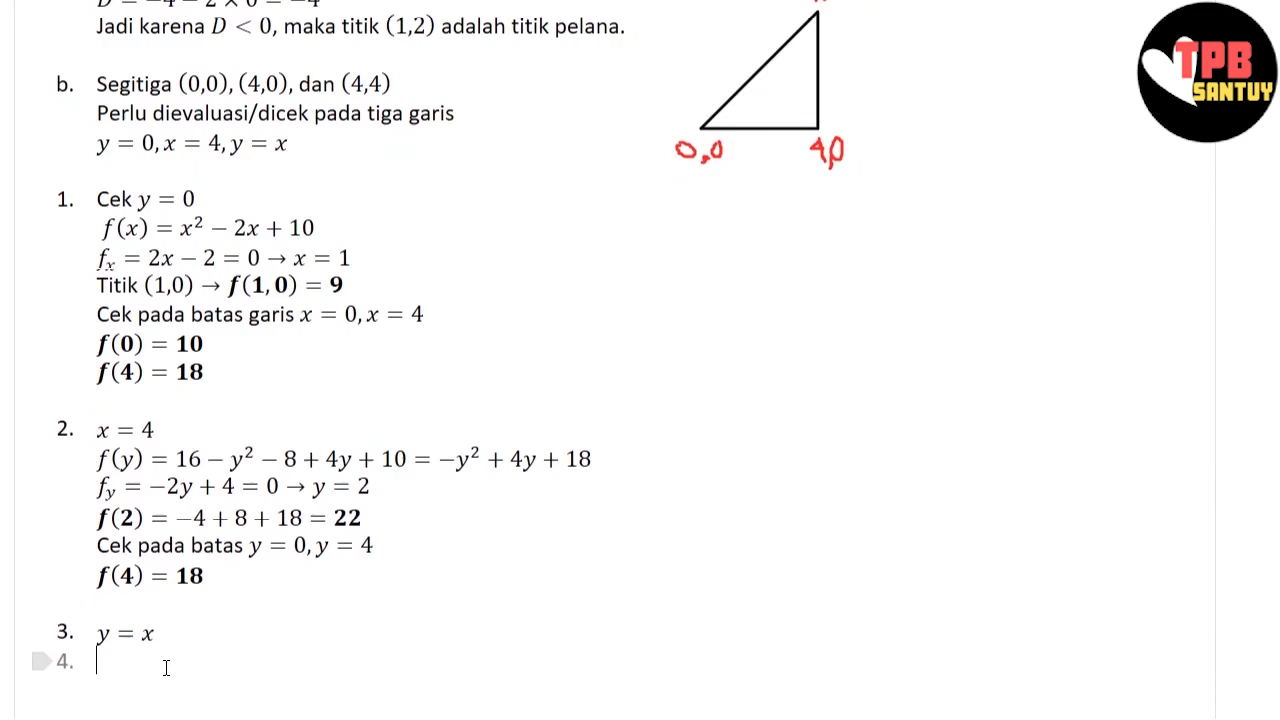 Jadi karena D < 0, maka titik (1,2) adalah titik pelana.
b. Segitiga (0,0), (4,0), dan (4,4)
Perlu dievaluasi/dicek pada tiga garis
y = 0, x = 4, y = x
0,0
4,0
TPB
SANTUY
1. Cek y = 0
f(x) = x² − 2x + 10
fₓ = 2x − 2 = 0 → x = 1
Titik (1,0) → f(1,0) = 9
Cek pada batas garis x = 0, x = 4
f(0) = 10
f(4) = 18
2. x = 4
f(y) = 16 − y² − 8 + 4y + 10 = −y² + 4y + 18
f_y = −2y + 4 = 0 → y = 2
f(2) = −4 + 8 + 18 = 22
Cek pada batas y = 0, y = 4
f(4) = 18
3. y = x
4.